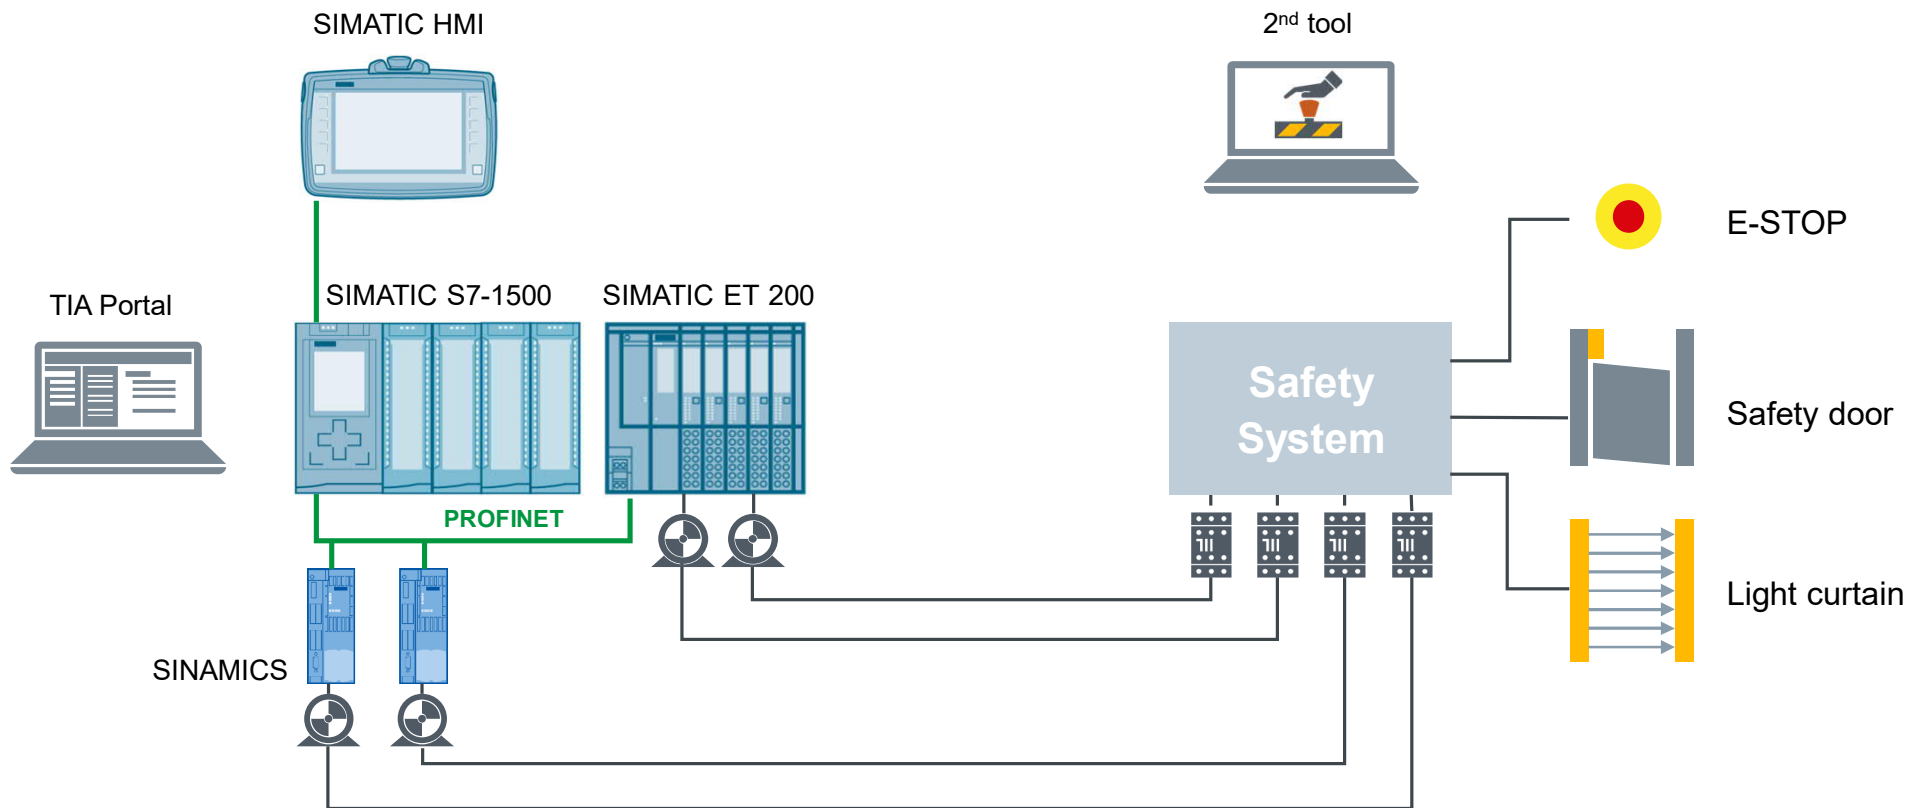 SIMATIC HMI
2nd tool
E-STOP
TIA Portal
SIMATIC S7-1500
SIMATIC ET 200
Safety
System
Safety door
PROFINET
Light curtain
SINAMICS